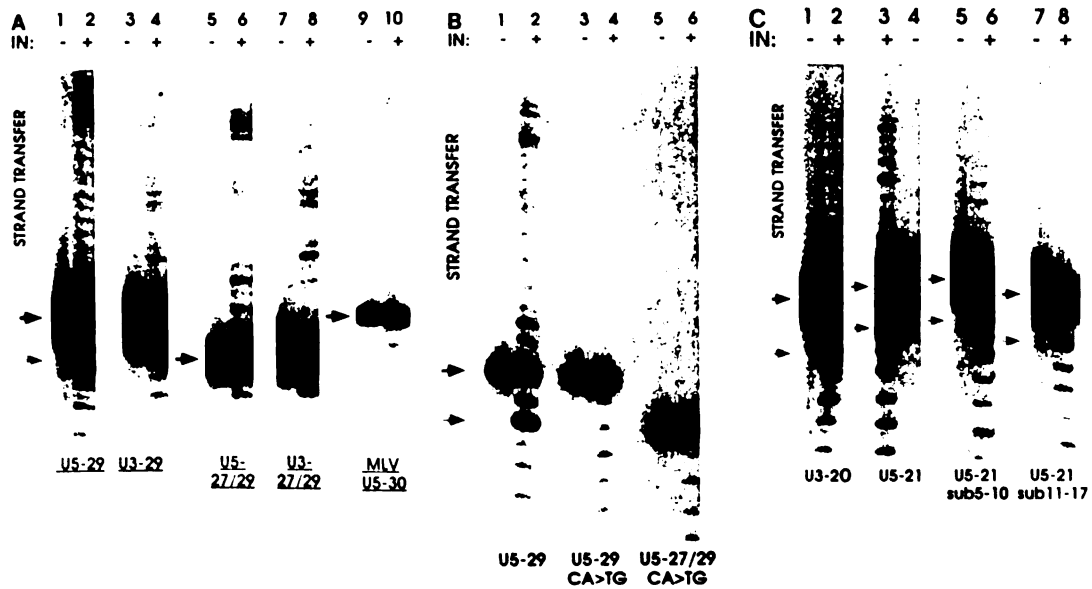 A 1 2 3 4 5 6 7 8 9 10
IN: - + - + - + - + - +
STRAND TRANSFER
U5-29 U3-29 U5-27/29 U3-27/29 MLV U5-30
B 1 2 3 4 5 6
IN: - + - + - +
STRAND TRANSFER
U5-29 U5-29 CA>TG U5-27/29 CA>TG
C 1 2 3 4 5 6 7 8
IN: - + + - - + - +
STRAND TRANSFER
U3-20 U5-21 U5-21 sub5-10 U5-21 sub11-17